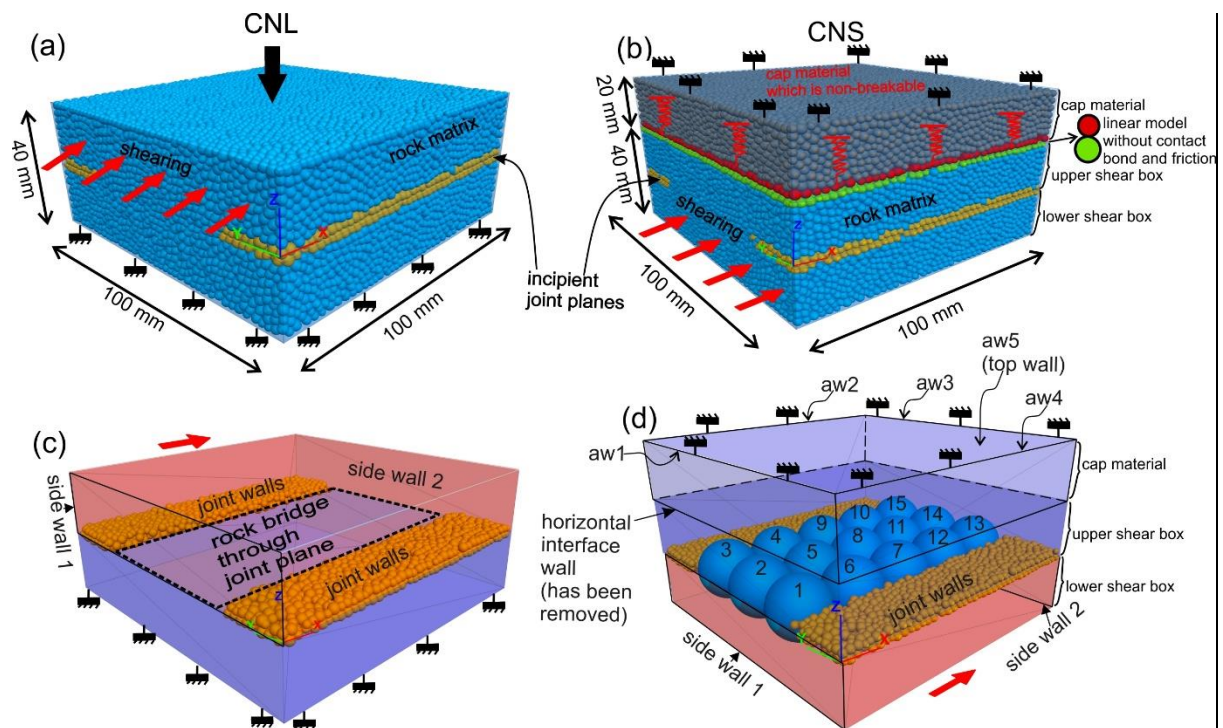 CNL
(a)
40 mm
shearing
rock matrix
Z
Y
X
100 mm
100 mm
incipient
joint planes
CNS
(b)
20 mm
40 mm
cap material
which is non-breakable
cap material
linear model
without contact
bond and friction
upper shear box
lower shear box
shearing
rock matrix
Z
Y
X
100 mm
100 mm
(c)
side wall 1
side wall 2
joint walls
rock bridge
through
joint plane
joint walls
Z
Y
X
(d)
aw1
aw2
aw3
aw5
(top wall)
aw4
cap material
upper shear box
lower shear box
horizontal
interface
wall
(has been
removed)
1
2
3
4
5
6
7
8
9
10
11
12
13
14
15
joint walls
Z
Y
X
side wall 1
side wall 2